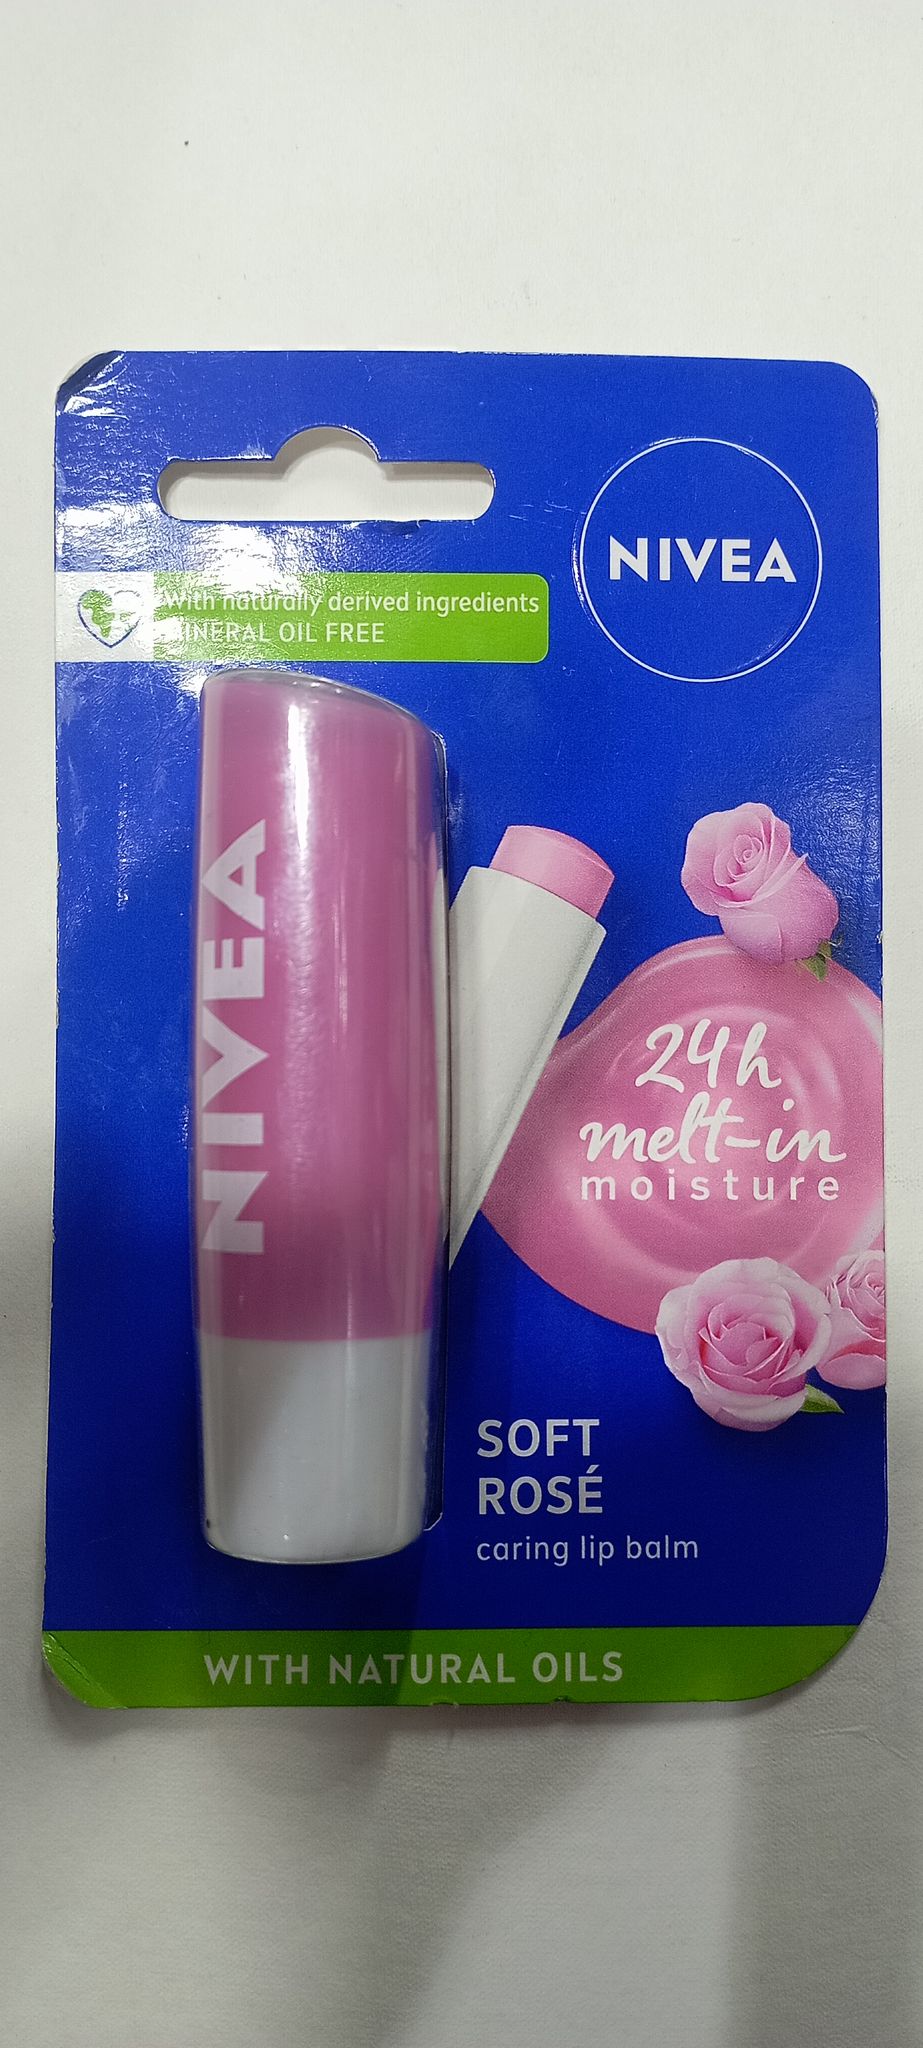 NIVEA
With naturally derived ingredients
MINERAL OIL FREE
NIVEA
24h
melt-in
moisture
SOFT
ROSÉ
caring lip balm
WITH NATURAL OILS